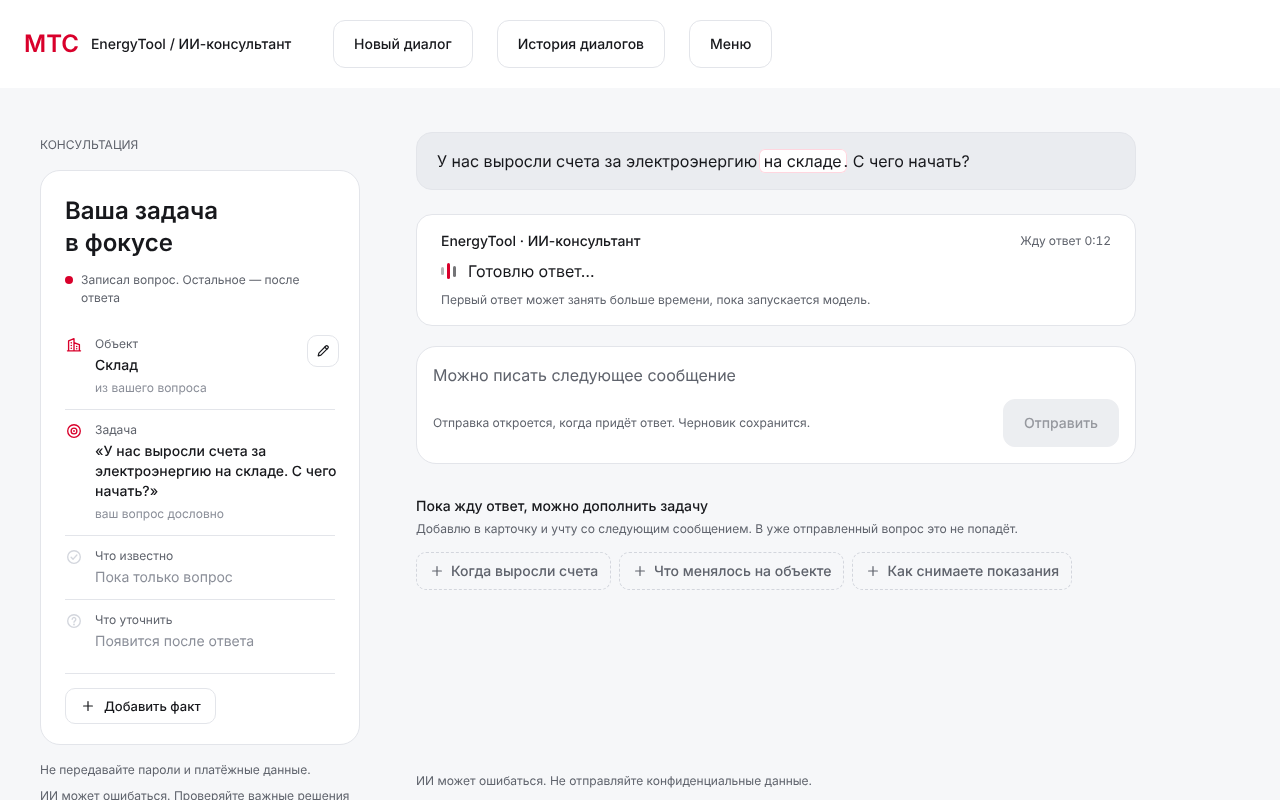 МТС EnergyTool / ИИ-консультант Новый диалог История диалогов Меню
КОНСУЛЬТАЦИЯ
Ваша задача
в фокусе
Записал вопрос. Остальное — после
ответа
Объект
Склад
из вашего вопроса
Задача
«У нас выросли счета за
электроэнергию на складе. С чего
начать?»
ваш вопрос дословно
Что известно
Пока только вопрос
Что уточнить
Появится после ответа
Добавить факт
Не передавайте пароли и платёжные данные.
ИИ может ошибаться. Проверяйте важные решения
У нас выросли счета за электроэнергию на складе. С чего начать?
EnergyTool · ИИ-консультант Жду ответ 0:12
Готовлю ответ…
Первый ответ может занять больше времени, пока запускается модель.
Можно писать следующее сообщение
Отправка откроется, когда придёт ответ. Черновик сохранится. Отправить
Пока жду ответ, можно дополнить задачу
Добавлю в карточку и учту со следующим сообщением. В уже отправленный вопрос это не попадёт.
Когда выросли счета Что менялось на объекте Как снимаете показания
ИИ может ошибаться. Не отправляйте конфиденциальные данные.